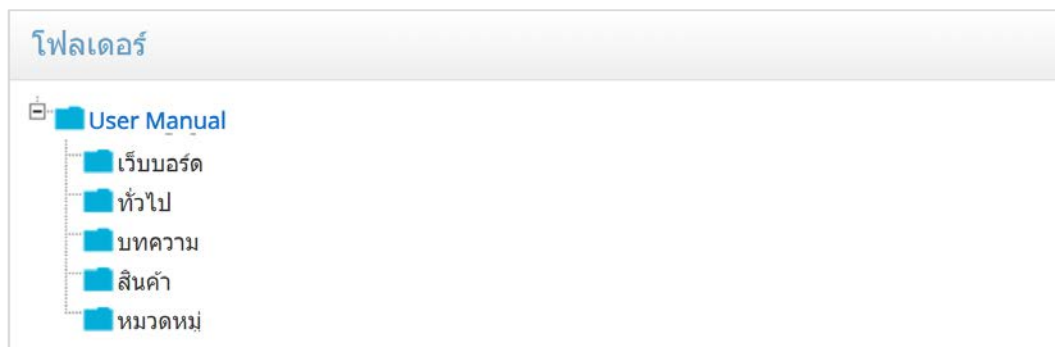 โฟลเดอร์
User Manual
เว็บบอร์ด
ทั่วไป
บทความ
สินค้า
หมวดหมู่